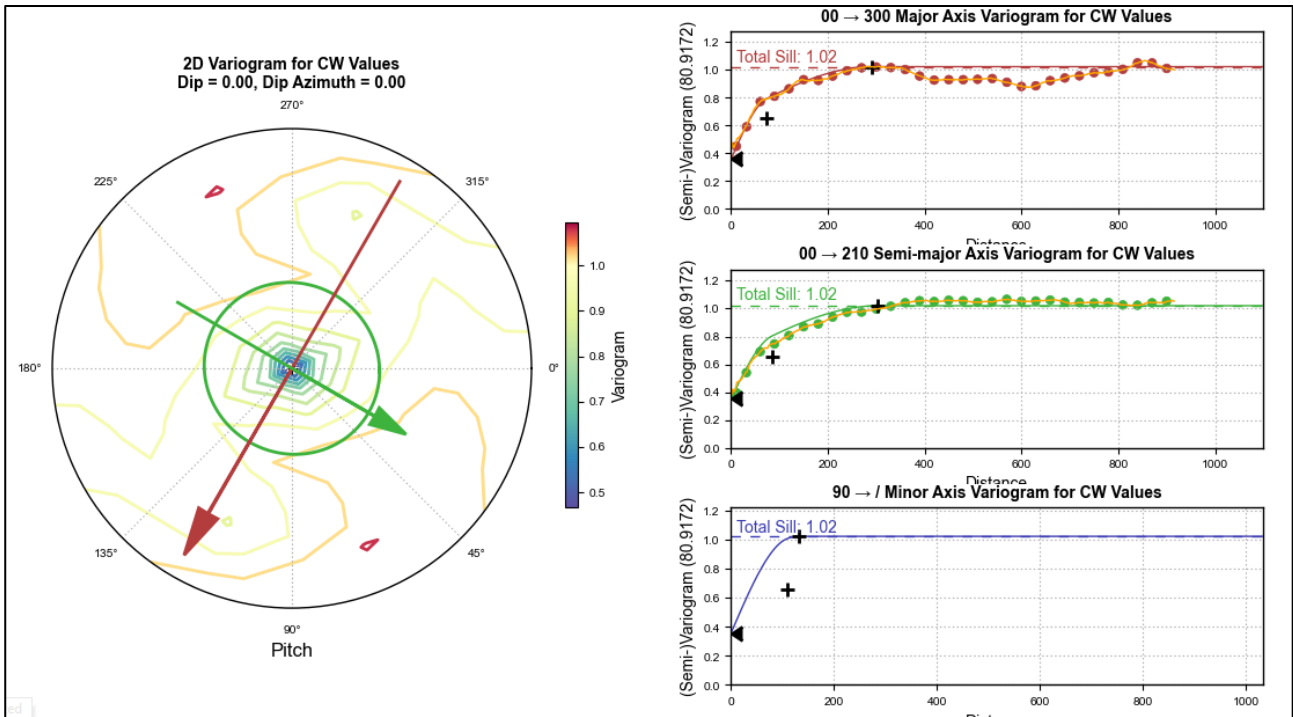 2D Variogram for CW Values
Dip = 0.00, Dip Azimuth = 0.00
270°
225°
315°
180°
0°
135°
45°
90°
Pitch
1.0
0.9
0.8
0.7
0.6
0.5
Variogram
00 → 300 Major Axis Variogram for CW Values
(Semi-)Variogram (80.9172)
1.2
1.0
0.8
0.6
0.4
0.2
0.0
Total Sill: 1.02
0 200 400 600 800 1000
Distance
00 → 210 Semi-major Axis Variogram for CW Values
(Semi-)Variogram (80.9172)
1.2
1.0
0.8
0.6
0.4
0.2
0.0
Total Sill: 1.02
0 200 400 600 800 1000
Distance
90 → / Minor Axis Variogram for CW Values
(Semi-)Variogram (80.9172)
1.2
1.0
0.8
0.6
0.4
0.2
0.0
Total Sill: 1.02
0 200 400 600 800 1000